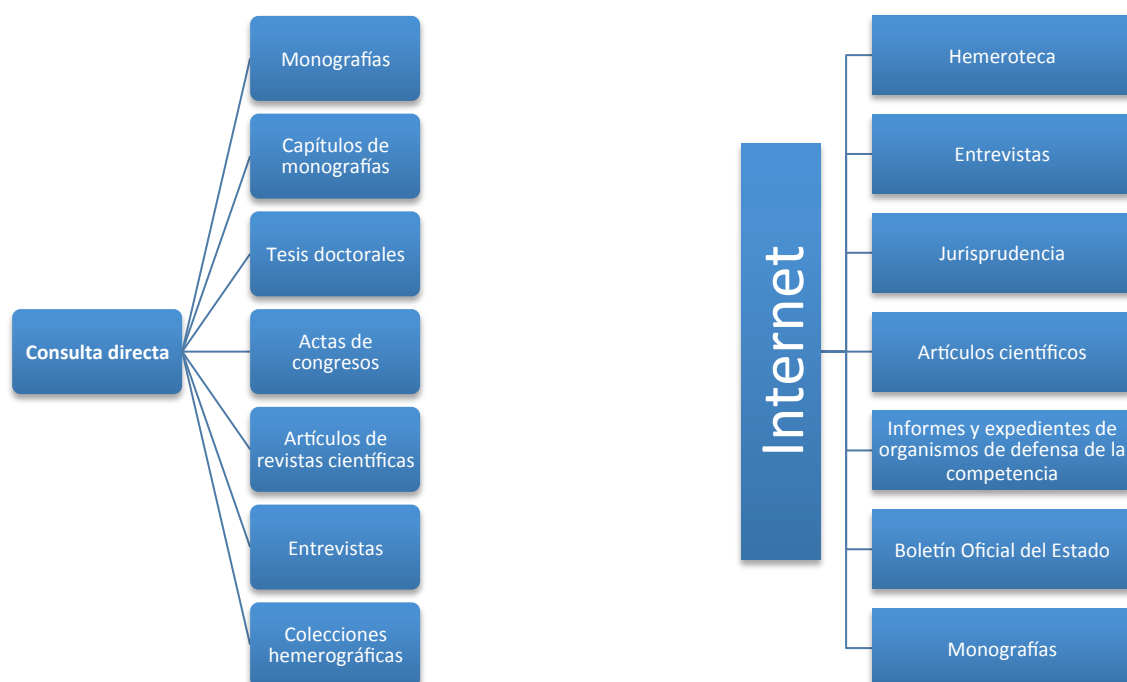 Consulta directa
Monografías
Capítulos de
monografías
Tesis doctorales
Actas de
congresos
Artículos de
revistas científicas
Entrevistas
Colecciones
hemerográficas
Internet
Hemeroteca
Entrevistas
Jurisprudencia
Artículos científicos
Informes y expedientes de
organismos de defensa de la
competencia
Boletín Oficial del Estado
Monografías